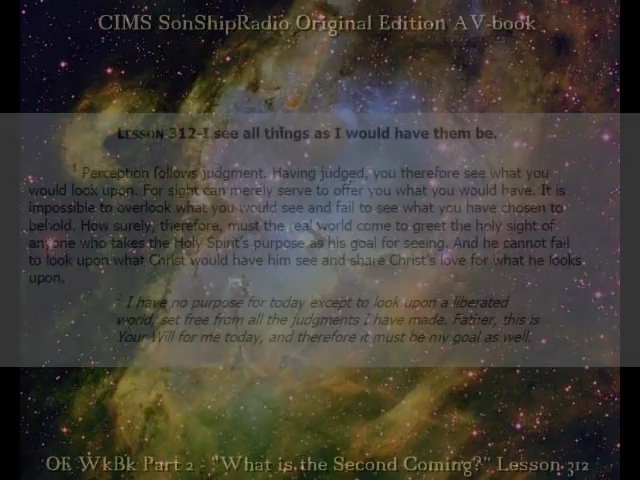 CIMS SonShipRadio Original Edition AV-book
LESSON 312-I see all things as I would have them be.
1 Perception follows judgment. Having judged, you therefore see what you
would look upon. For sight can merely serve to offer you what you would have. It is
impossible to overlook what you would see and fail to see what you have chosen to
behold. How surely, therefore, must the real world come to greet the holy sight of
anyone who takes the Holy Spirit's purpose as his goal for seeing. And he cannot fail
to look upon what Christ would have him see and share Christ's love for what he looks
upon.
2 I have no purpose for today except to look upon a liberated
world, set free from all the judgments I have made. Father, this is
Your Will for me today, and therefore it must be my goal as well.
OE WkBk Part 2 - "What is the Second Coming?" Lesson 312